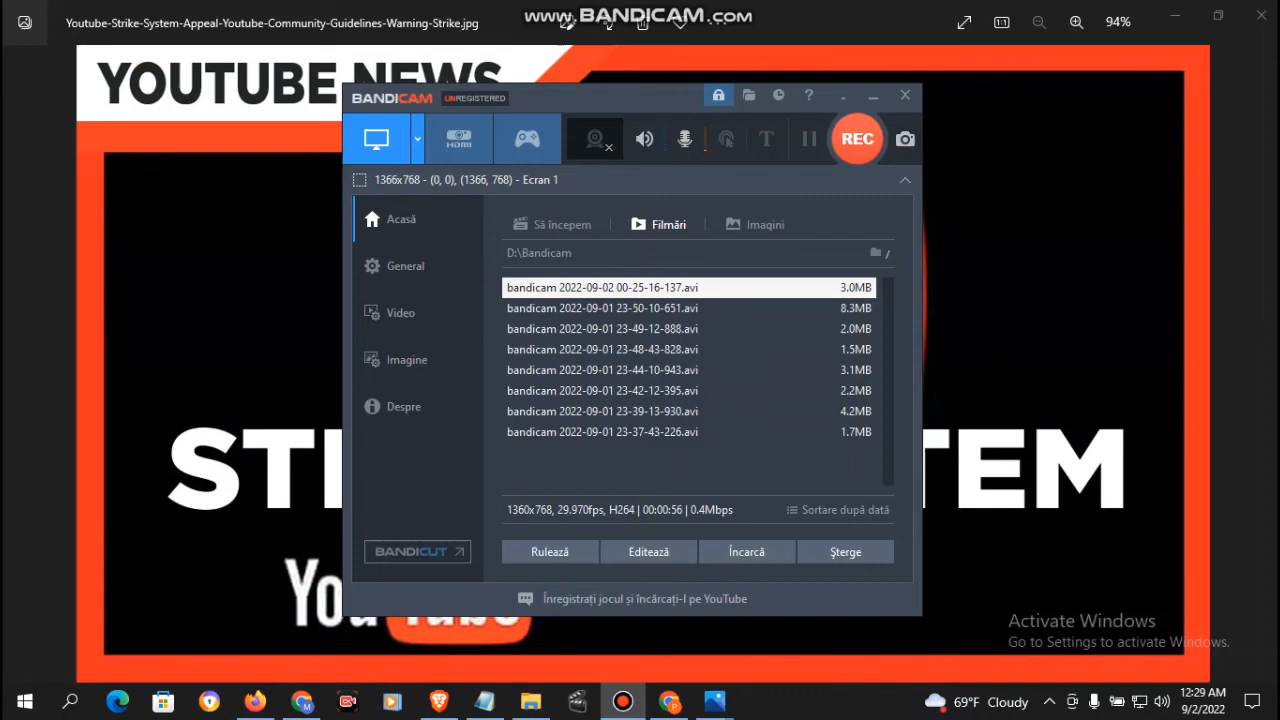 Youtube-Strike-System-Appeal-Youtube-Community-Guidelines-Warning-Strike.jpg
www.BANDICAM.com
94%
YOUTUBE NEWS
BANDICAM UNREGISTERED
HDMI
REC
1366x768 - (0, 0), (1366, 768) - Ecran 1
Acasă
General
Video
Imagine
Despre
BANDICUT
Să începem
Filmări
Imagini
D:\Bandicam
bandicam 2022-09-02 00-25-16-137.avi 3.0MB
bandicam 2022-09-01 23-50-10-651.avi 8.3MB
bandicam 2022-09-01 23-49-12-888.avi 2.0MB
bandicam 2022-09-01 23-48-43-828.avi 1.5MB
bandicam 2022-09-01 23-44-10-943.avi 3.1MB
bandicam 2022-09-01 23-42-12-395.avi 2.2MB
bandicam 2022-09-01 23-39-13-930.avi 4.2MB
bandicam 2022-09-01 23-37-43-226.avi 1.7MB
1360x768, 29.970fps, H264 | 00:00:56 | 0.4Mbps
Sortare după dată
Rulează
Editează
Încarcă
Şterge
Înregistrați jocul și încărcați-l pe YouTube
Activate Windows
Go to Settings to activate Windows.
69°F Cloudy
12:29 AM
9/2/2022